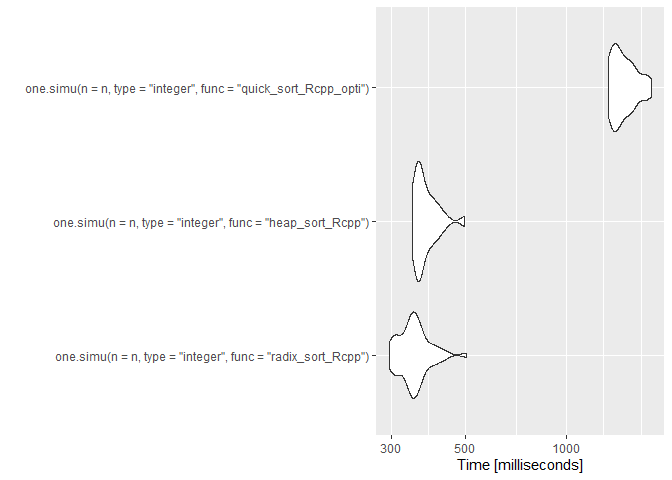 one.simu(n = n, type = "integer", func = "quick_sort_Rcpp_opti")
one.simu(n = n, type = "integer", func = "heap_sort_Rcpp")
one.simu(n = n, type = "integer", func = "radix_sort_Rcpp")
300 500 1000
Time [milliseconds]